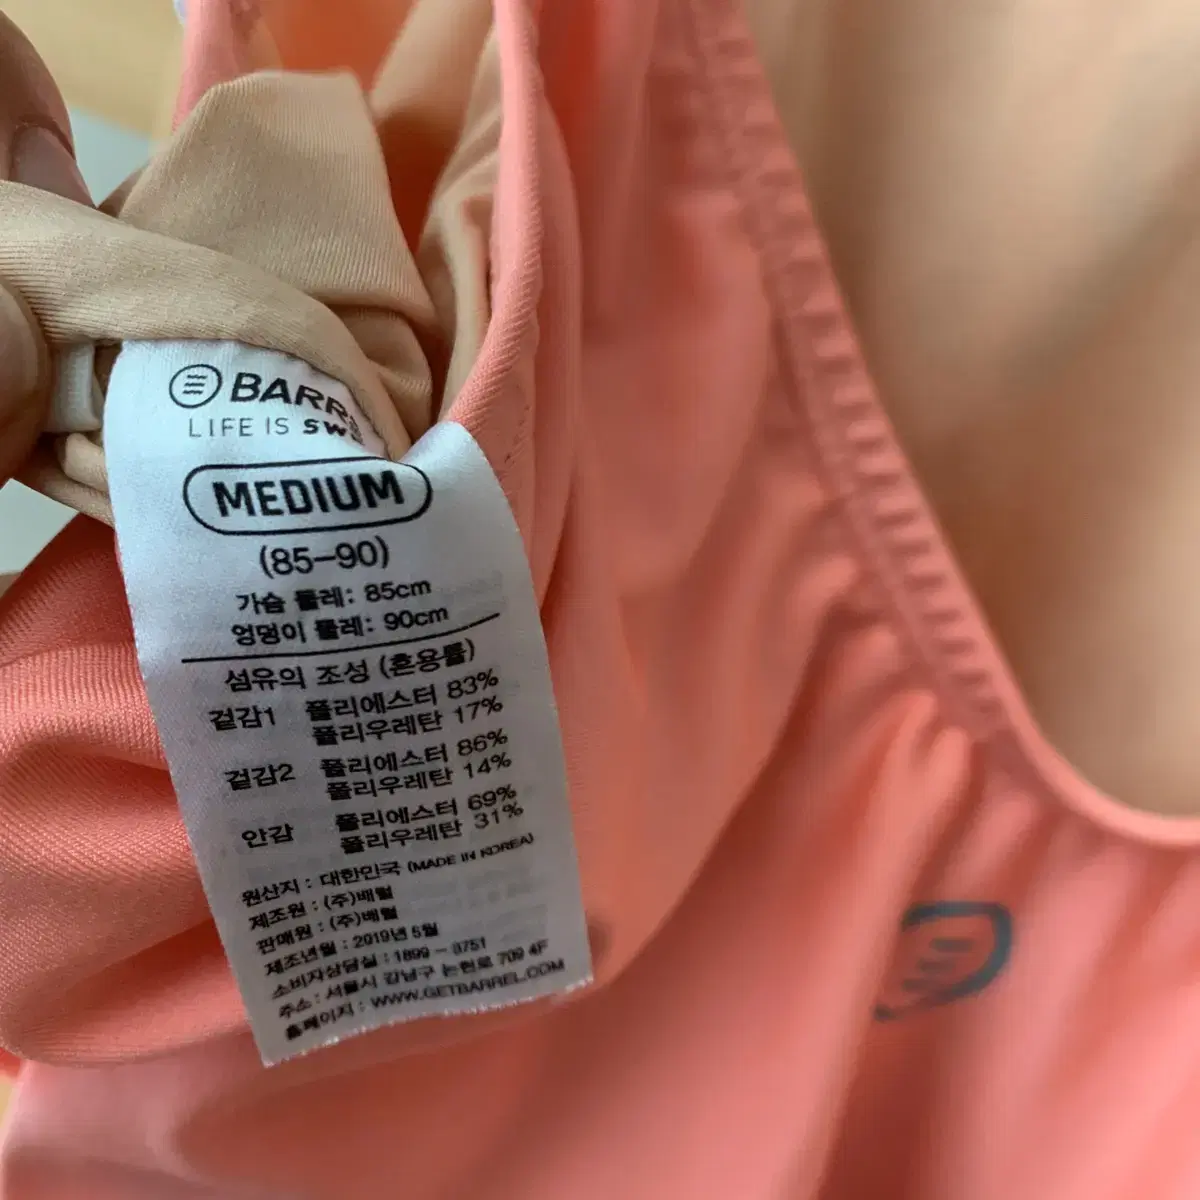 BARR
LIFE IS SW
MEDIUM
(85-90)
가슴 둘레: 85cm
엉덩이 둘레: 90cm
섬유의 조성 (혼용률)
겉감1 폴리에스터 83%
폴리우레탄 17%
겉감2 폴리에스터 86%
폴리우레탄 14%
안감 폴리에스터 69%
폴리우레탄 31%
원산지 : 대한민국 (MADE IN KOREA)
제조원 : (주)배럴
판매원 : (주)배럴
제조년월 : 2019년 5월
소비자상담실 : 1899 - 8751
주소 : 서울시 강남구 논현로 709 4F
홈페이지 : WWW.GETBARREL.COM